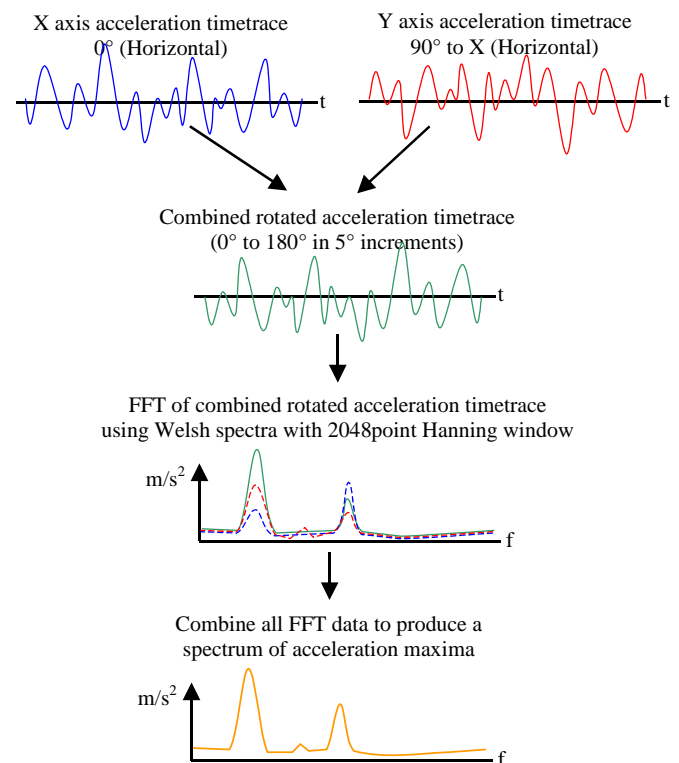 X axis acceleration timetrace
0° (Horizontal)
t
Y axis acceleration timetrace
90° to X (Horizontal)
t
Combined rotated acceleration timetrace
(0° to 180° in 5° increments)
t
FFT of combined rotated acceleration timetrace
using Welsh spectra with 2048point Hanning window
m/s²
f
Combine all FFT data to produce a
spectrum of acceleration maxima
m/s²
f